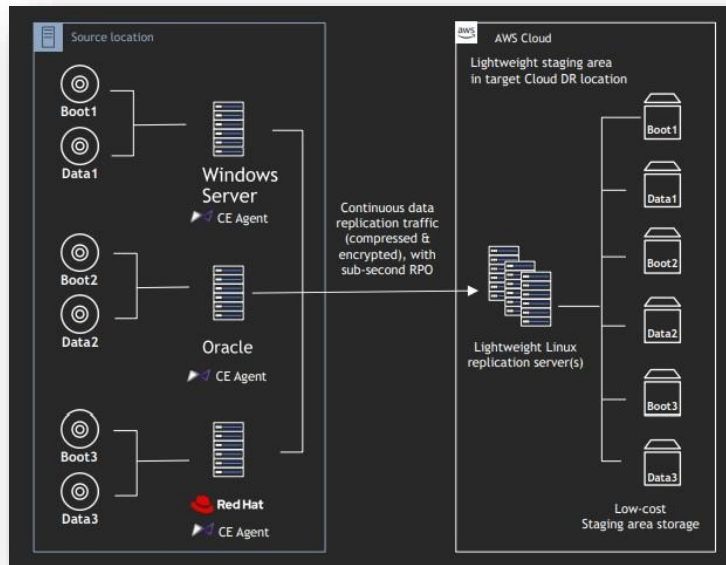 Source location
Boot1
Data1
Windows
Server
CE Agent
Boot2
Data2
Oracle
CE Agent
Boot3
Data3
Red Hat
CE Agent
Continuous data
replication traffic
(compressed &
encrypted), with
sub-second RPO
aws
AWS Cloud
Lightweight staging area
in target Cloud DR location
Lightweight Linux
replication server(s)
Boot1
Data1
Boot2
Data2
Boot3
Data3
Low-cost
Staging area storage